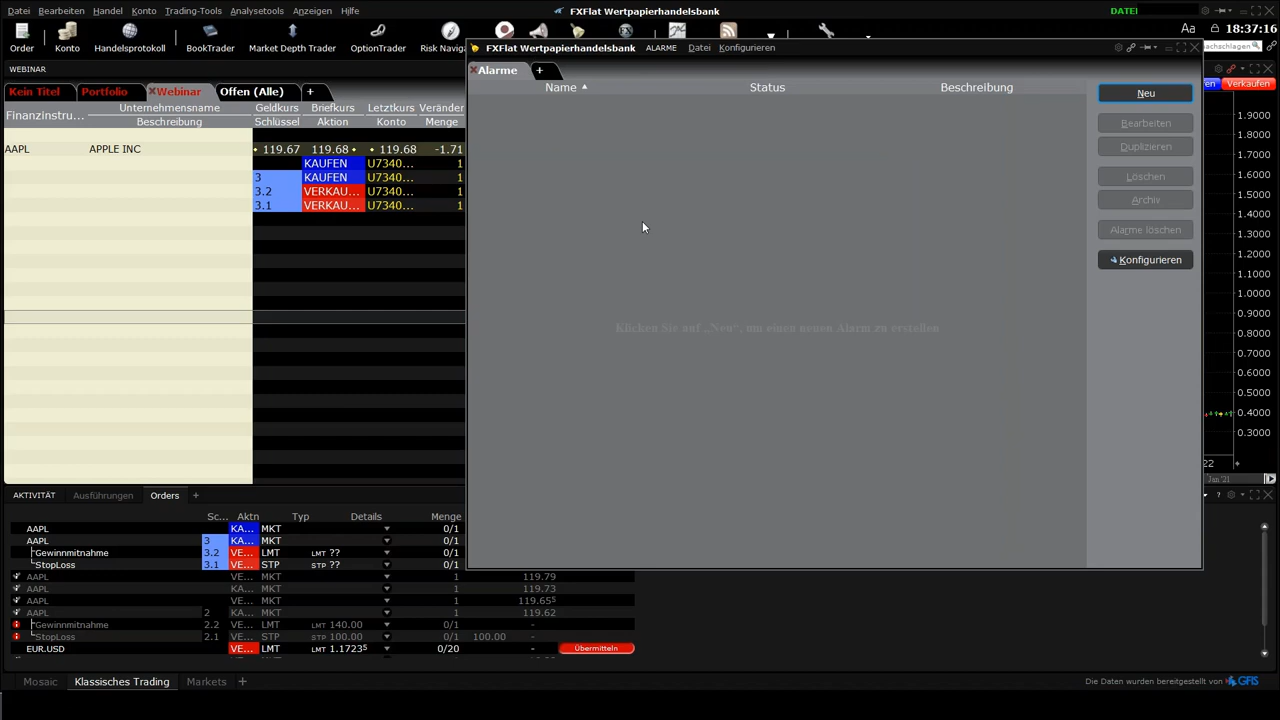 Datei Bearbeiten Handel Konto Trading-Tools Analysetools Anzeigen Hilfe
FXFlat Wertpapierhandelsbank
DATEI
Order Konto Handelsprotokoll BookTrader Market Depth Trader OptionTrader Risk Navig
FX
Aa 18:37:16
FXFlat Wertpapierhandelsbank ALARME Datei Konfigurieren
nachschlagen
WEBINAR
Kein Titel Portfolio Webinar Offen (Alle) +
Alarme +
Verkaufen
Name Status Beschreibung
Neu
Bearbeiten
Duplizieren
Löschen
Archiv
Alarme löschen
Konfigurieren
Klicken Sie auf „Neu“, um einen neuen Alarm zu erstellen
Finanzinstru... Unternehmensname Geldkurs Briefkurs Letztkurs Veränder
Beschreibung Schlüssel Aktion Konto Menge
AAPL APPLE INC 119.67 119.68 119.68 -1.71
KAUFEN U7340... 1
3 KAUFEN U7340... 1
3.2 VERKAU... U7340... 1
3.1 VERKAU... U7340... 1
1.9000
1.7000
1.5000
1.4000
1.3000
1.2000
1.0000
0.9000
0.8000
0.7000
0.6000
0.5000
0.4000
0.3000
22
Jan '21
AKTIVITÄT Ausführungen Orders +
Sc... Aktn Typ Details Menge
AAPL KA... MKT 0/1
AAPL 3 KA... MKT 0/1
Gewinnmitnahme 3.2 VE... LMT LMT ?? 0/1
StopLoss 3.1 VE... STP STP ?? 0/1
AAPL VE... MKT 1 119.79
AAPL KA... MKT 1 119.73
AAPL VE... MKT 1 119.65⁵
AAPL 2 KA... MKT 1 119.62
Gewinnmitnahme 2.2 VE... LMT LMT 140.00 0/1 -
StopLoss 2.1 VE... STP STP 100.00 0/1 100.00 -
EUR.USD VE... LMT LMT 1.1723⁵ 0/20 - Übermitteln
Mosaic Klassisches Trading Markets +
Die Daten wurden bereitgestellt von GFIS